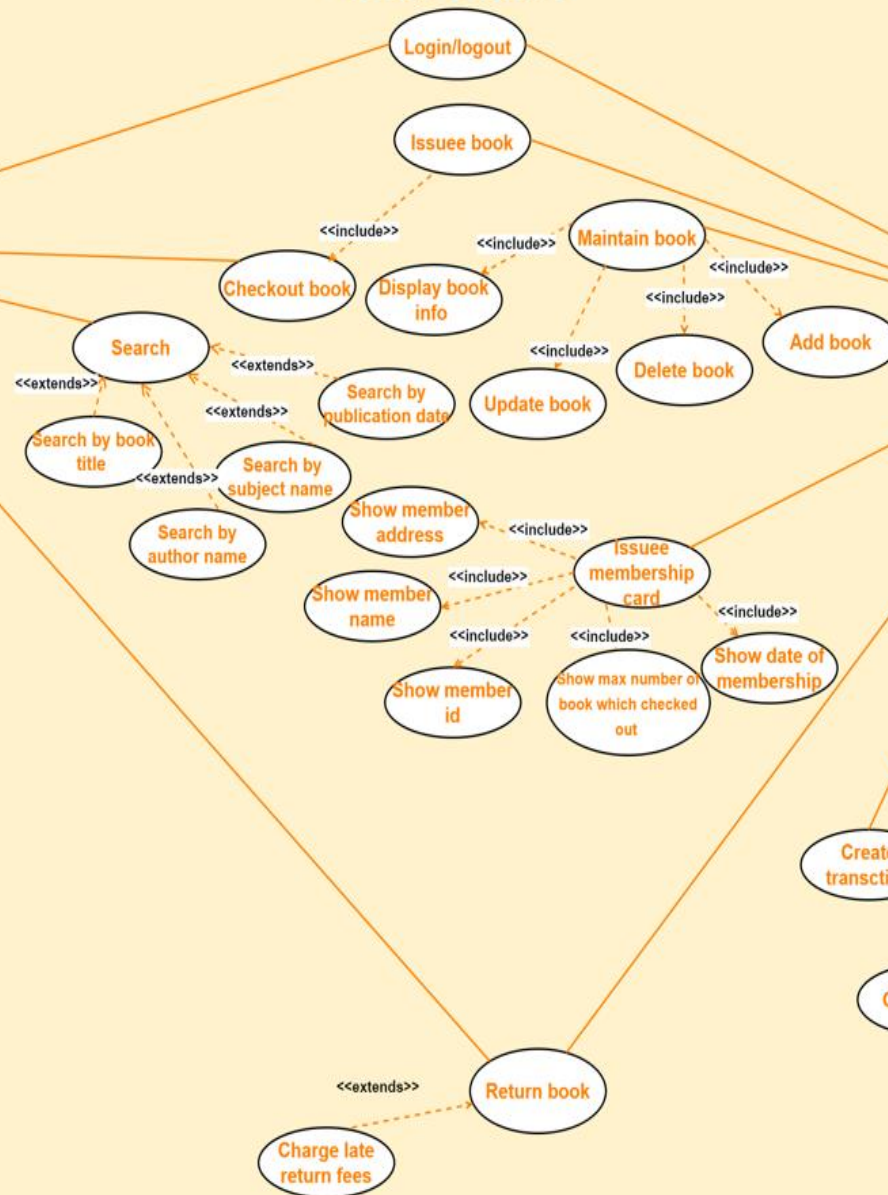 Login/logout
Issuee book
<<include>>
Maintain book
<<include>>
<<include>>
Checkout book
Display book
info
<<include>>
Add book
Search
<<include>>
<<extends>>
Delete book
<<extends>>
Search by
publication date
Update book
<<extends>>
Search by book
title
Search by
subject name
<<extends>>
Search by
author name
Show member
address
<<include>>
Issuee
membership
card
<<include>>
Show member
name
<<include>>
<<include>>
<<include>>
Show date of
membership
Show member
id
Show max number of
book which checked
out
Create
transcti
Return book
<<extends>>
Charge late
return fees